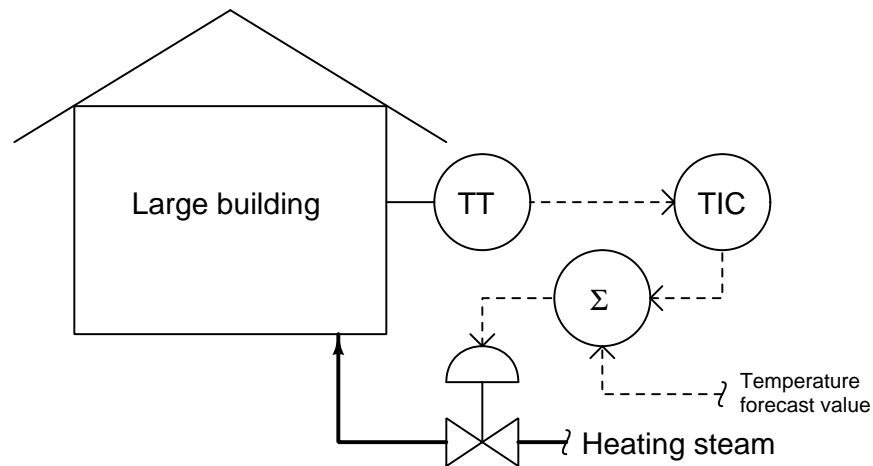 Large building
TT
TIC
Σ
Temperature
forecast value
Heating steam